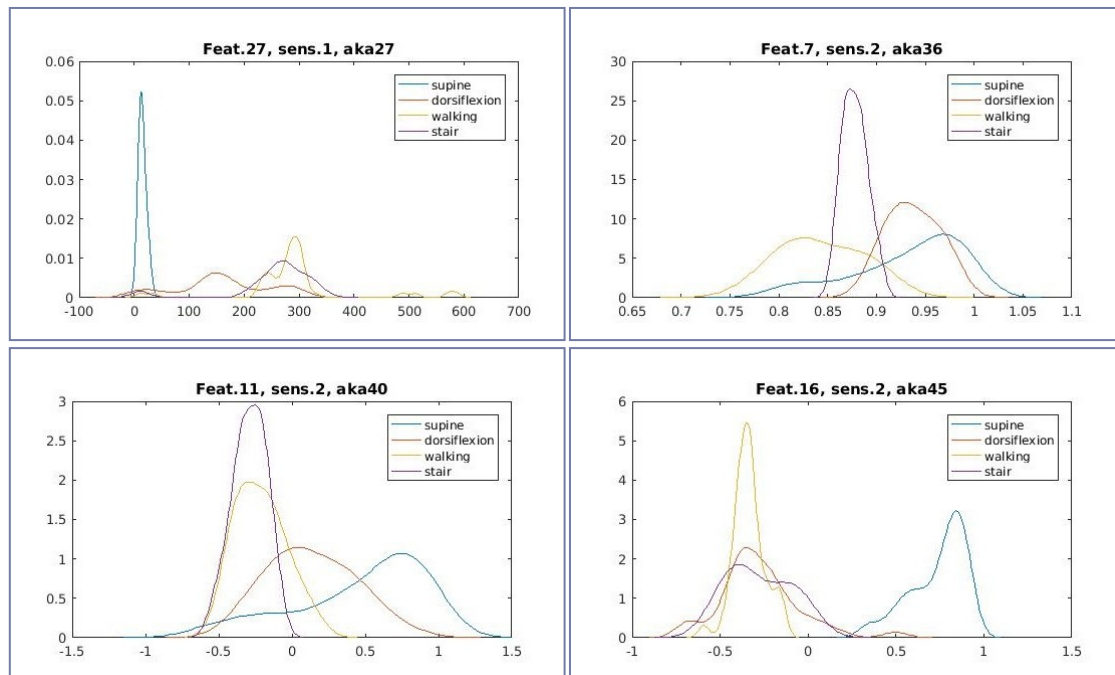 Feat.27, sens.1, aka27
0.06
0.05
0.04
0.03
0.02
0.01
0
-100 0 100 200 300 400 500 600 700
supine
dorsiflexion
walking
stair
Feat.7, sens.2, aka36
30
25
20
15
10
5
0
0.65 0.7 0.75 0.8 0.85 0.9 0.95 1 1.05 1.1
supine
dorsiflexion
walking
stair
Feat.11, sens.2, aka40
3
2.5
2
1.5
1
0.5
0
-1.5 -1 -0.5 0 0.5 1 1.5
supine
dorsiflexion
walking
stair
Feat.16, sens.2, aka45
6
5
4
3
2
1
0
-1 -0.5 0 0.5 1 1.5
supine
dorsiflexion
walking
stair